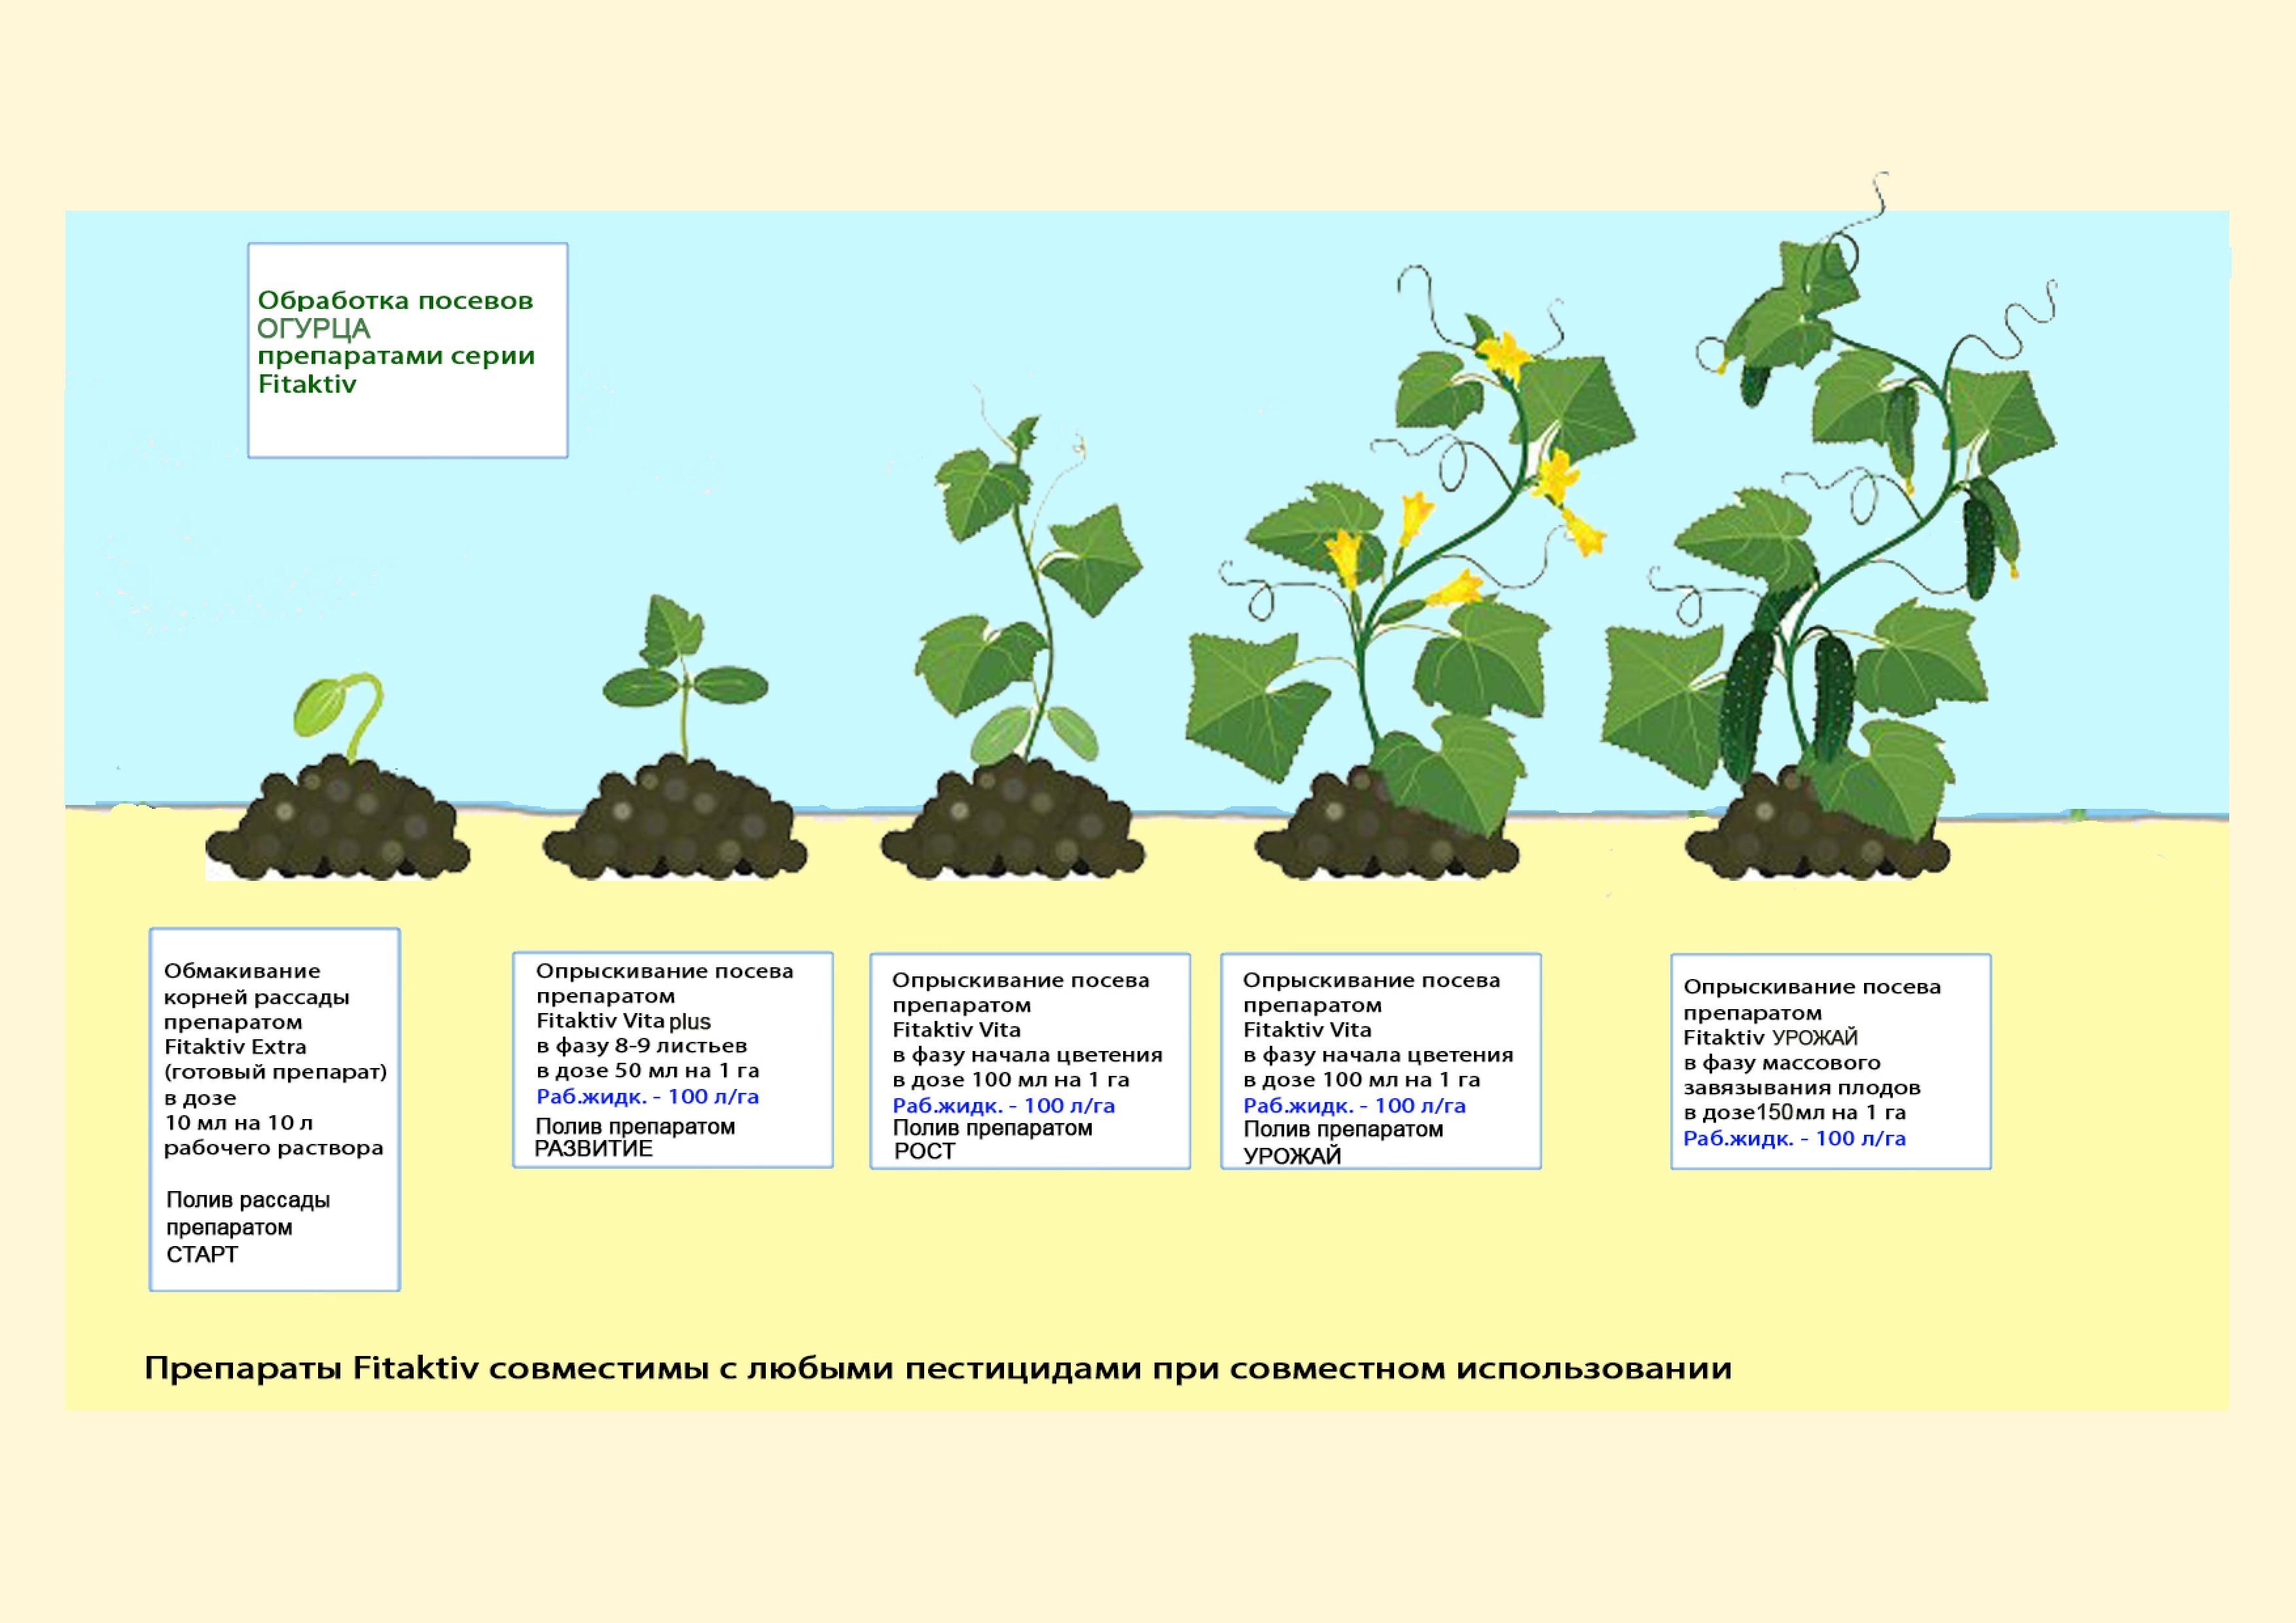 Обработка посевов
ОГУРЦА
препаратами серии
Fitaktiv
Обмакивание
корней рассады
препаратом
Fitaktiv Extra
(готовый препарат)
в дозе
10 мл на 10 л
рабочего раствора
Полив рассады
препаратом
СТАРТ
Опрыскивание посева
препаратом
Fitaktiv Vita plus
в фазу 8-9 листьев
в дозе 50 мл на 1 га
Раб.жидк. - 100 л/га
Полив препаратом
РАЗВИТИЕ
Опрыскивание посева
препаратом
Fitaktiv Vita
в фазу начала цветения
в дозе 100 мл на 1 га
Раб.жидк. - 100 л/га
Полив препаратом
РОСТ
Опрыскивание посева
препаратом
Fitaktiv Vita
в фазу начала цветения
в дозе 100 мл на 1 га
Раб.жидк. - 100 л/га
Полив препаратом
УРОЖАЙ
Опрыскивание посева
препаратом
Fitaktiv УРОЖАЙ
в фазу массового
завязывания плодов
в дозе150мл на 1 га
Раб.жидк. - 100 л/га
Препараты Fitaktiv совместимы с любыми пестицидами при совместном использовании